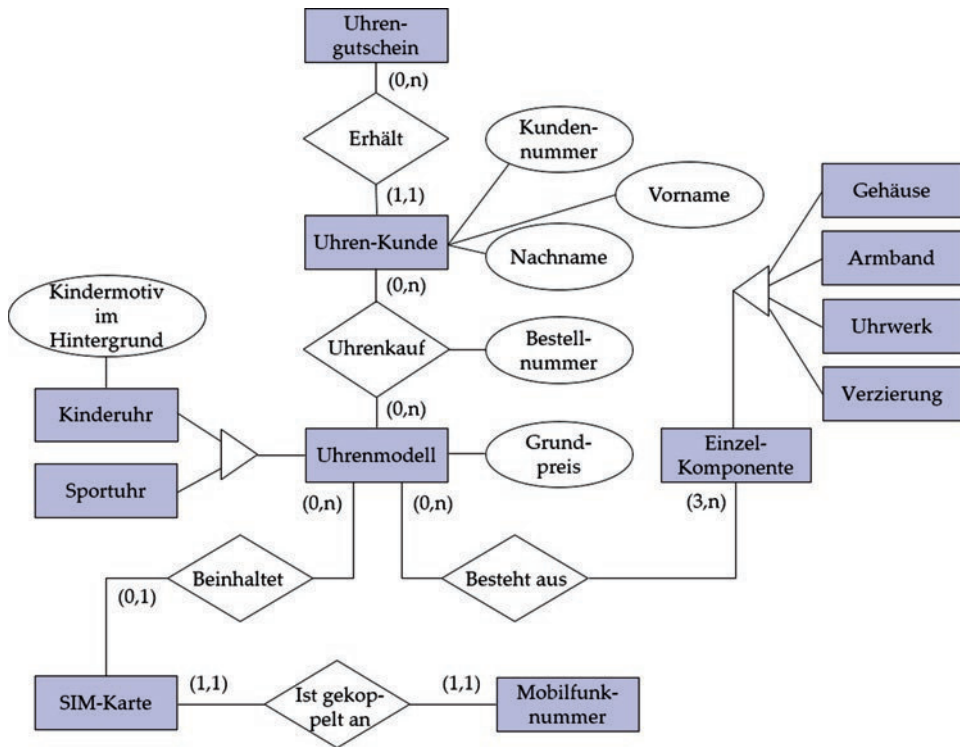 Uhren-
gutschein
(0,n)
Erhält
(1,1)
Kunden-
nummer
Vorname
Uhren-Kunde
Nachname
(0,n)
Gehäuse
Armband
Uhrwerk
Verzierung
Kindermotiv
im
Hintergrund
Uhrenkauf
Bestell-
nummer
(0,n)
Kinderuhr
Sportuhr
Uhrenmodell
Grund-
preis
Einzel-
Komponente
(0,n)
(0,n)
(3,n)
Beinhaltet
Besteht aus
(0,1)
SIM-Karte
(1,1)
Ist gekop-
pelt an
(1,1)
Mobilfunk-
nummer